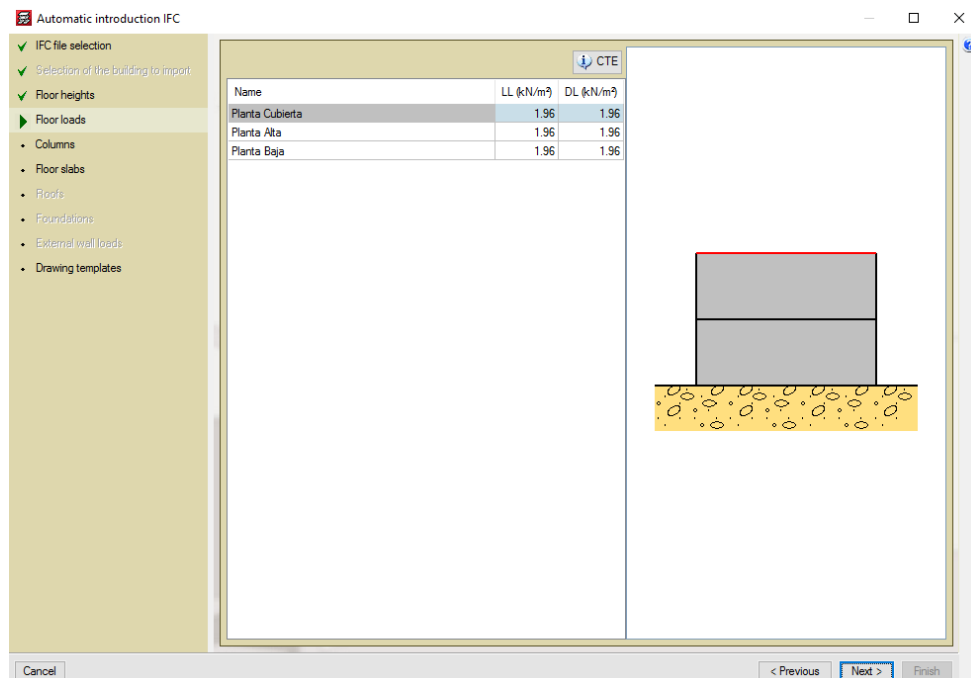 Automatic introduction IFC
IFC file selection
Selection of the building to import
Floor heights
Floor loads
Columns
Floor slabs
Roofs
Foundations
External wall loads
Drawing templates
CTE
Name LL (kN/m²) DL (kN/m²)
Planta Cubierta 1.96 1.96
Planta Alta 1.96 1.96
Planta Baja 1.96 1.96
Cancel < Previous Next > Finish